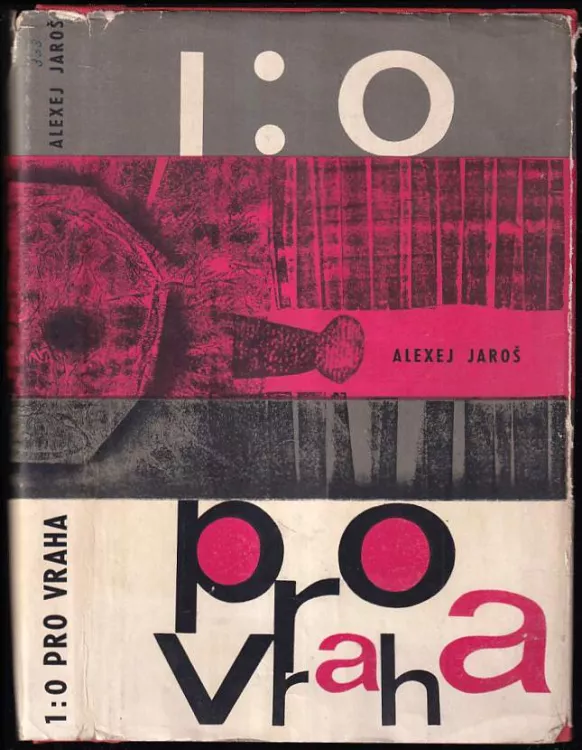 1:0
ALEXEJ JAROŠ
pro
vraha
ALEXEJ JAROŠ
1:0 PRO VRAHA